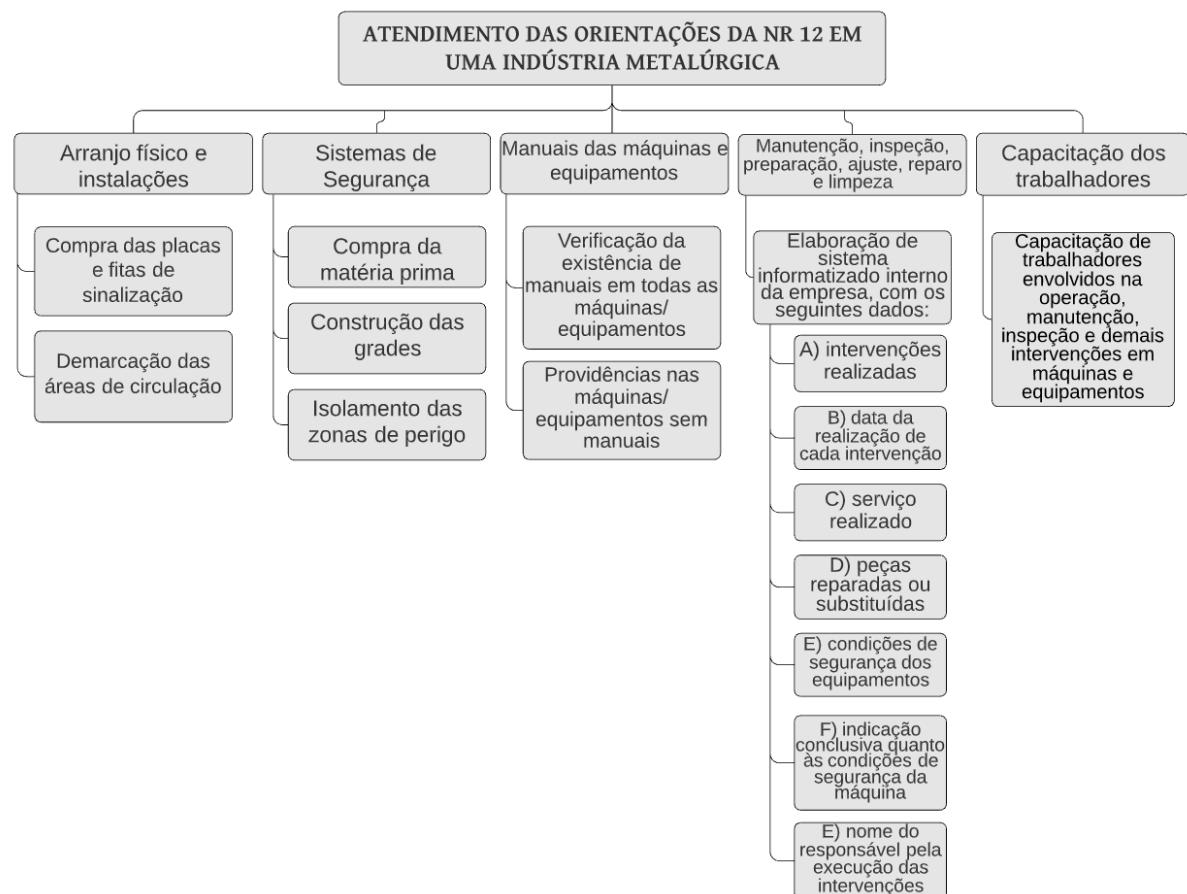 ATENDIMENTO DAS ORIENTAÇÕES DA NR 12 EM
UMA INDÚSTRIA METALÚRGICA
Arranjo físico e
instalações
Compra das placas
e fitas de
sinalização
Demarcação das
áreas de circulação
Sistemas de
Segurança
Compra da
matéria prima
Construção das
grades
Isolamento das
zonas de perigo
Manuais das máquinas e
equipamentos
Verificação da
existência de
manuais em todas as
máquinas/
equipamentos
Providências nas
máquinas/
equipamentos sem
manuais
Manutenção, inspeção,
preparação, ajuste, reparo
e limpeza
Elaboração de
sistema
informatizado interno
da empresa, com os
seguintes dados:
A) intervenções
realizadas
B) data da
realização de
cada intervenção
C) serviço
realizado
D) peças
reparadas ou
substituídas
E) condições de
segurança dos
equipamentos
F) indicação
conclusiva quanto
às condições de
segurança da
máquina
E) nome do
responsável pela
execução das
intervenções
Capacitação dos
trabalhadores
Capacitação de
trabalhadores
envolvidos na
operação,
manutenção,
inspeção e demais
intervenções em
máquinas e
equipamentos